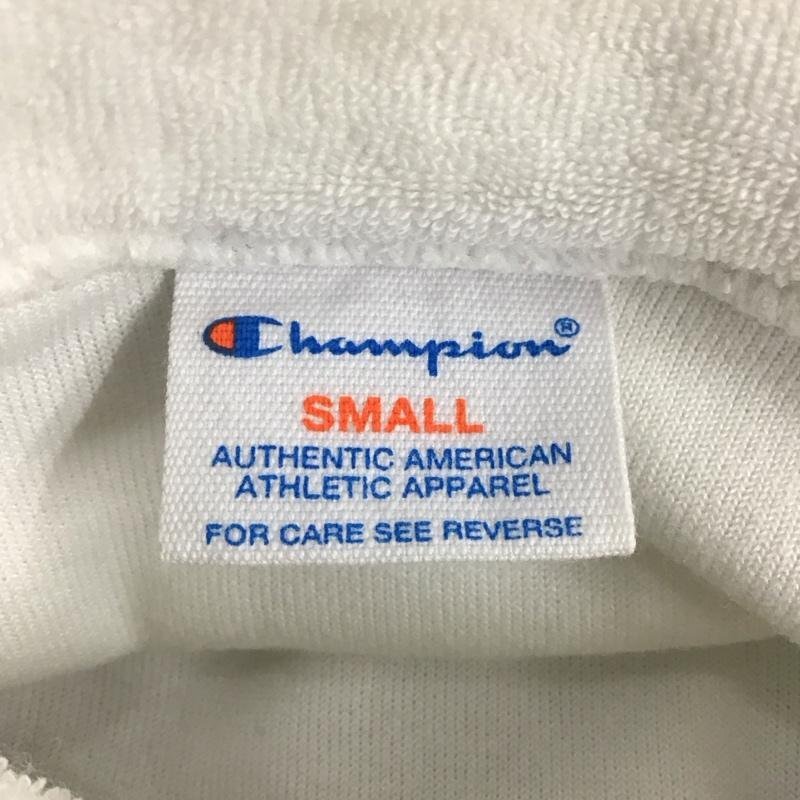 Champion®
SMALL
AUTHENTIC AMERICAN
ATHLETIC APPAREL
FOR CARE SEE REVERSE